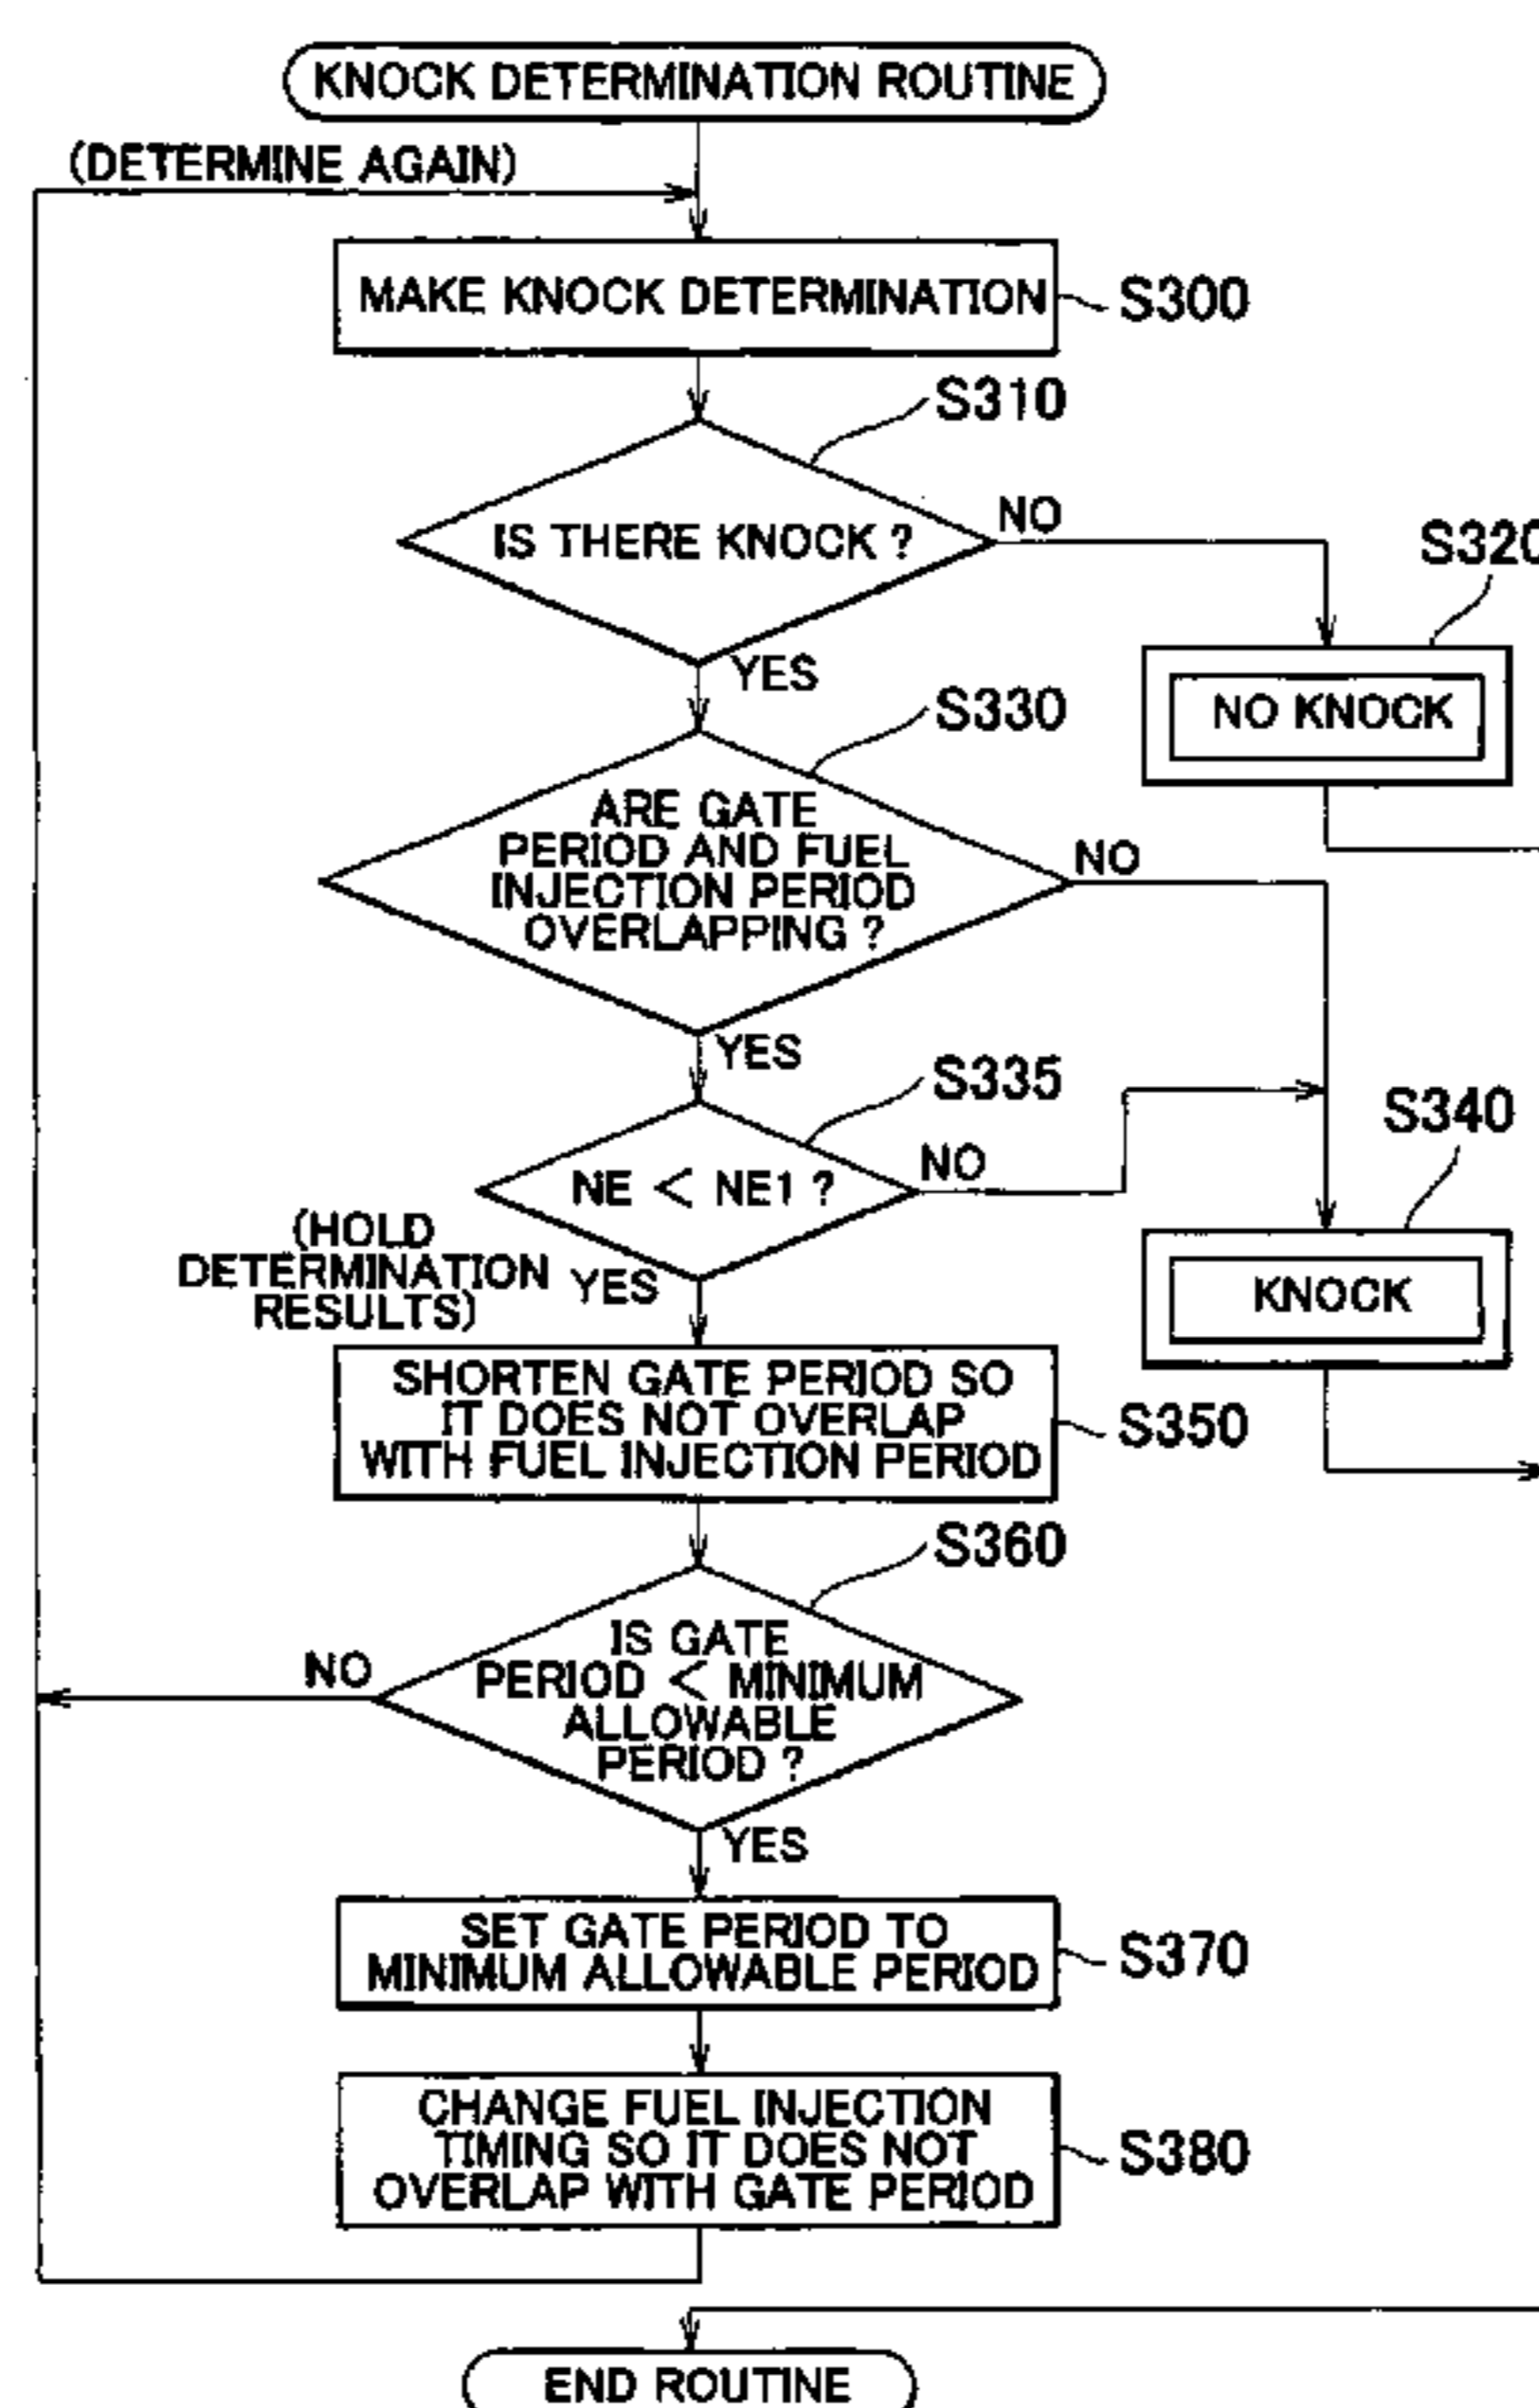 KNOCK DETERMINATION ROUTINE
(DETERMINE AGAIN)
MAKE KNOCK DETERMINATION
S300
S310
IS THERE KNOCK ?
NO
S320
NO KNOCK
YES
S330
ARE GATE
PERIOD AND FUEL
INJECTION PERIOD
OVERLAPPING ?
NO
YES
S335
NE < NE1 ?
NO
S340
KNOCK
(HOLD
DETERMINATION
RESULTS)
YES
SHORTEN GATE PERIOD SO
IT DOES NOT OVERLAP
WITH FUEL INJECTION PERIOD
S350
S360
IS GATE
PERIOD < MINIMUM
ALLOWABLE
PERIOD ?
NO
YES
SET GATE PERIOD TO
MINIMUM ALLOWABLE PERIOD
S370
CHANGE FUEL INJECTION
TIMING SO IT DOES NOT
OVERLAP WITH GATE PERIOD
S380
END ROUTINE